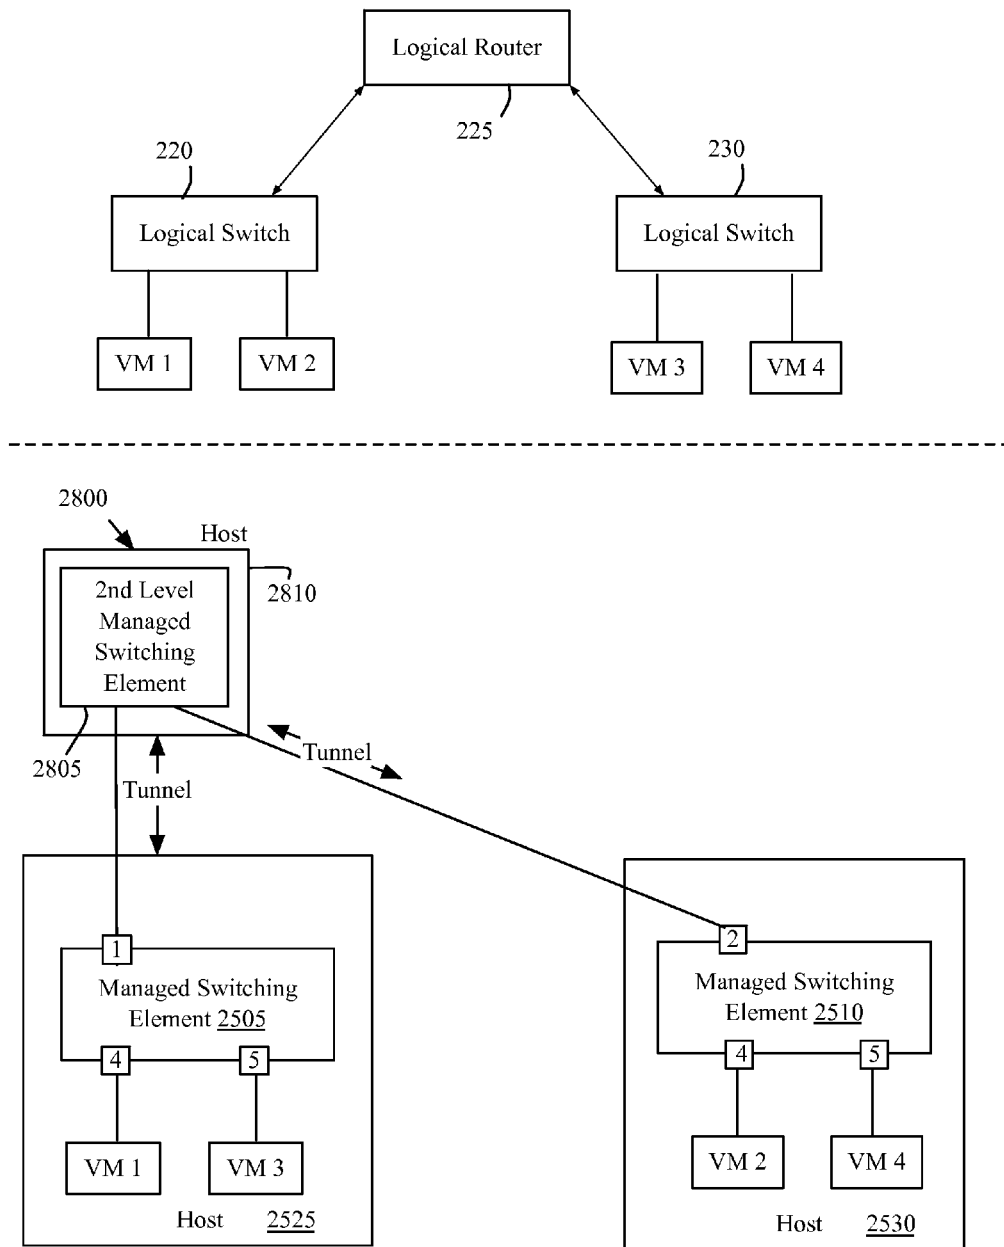 Logical Router
225
220
230
Logical Switch
Logical Switch
VM 1
VM 2
VM 3
VM 4
2800
Host
2nd Level
Managed
Switching
Element
2810
2805
Tunnel
Tunnel
1
2
Managed Switching
Element 2505
Managed Switching
Element 2510
4
5
4
5
VM 1
VM 3
VM 2
VM 4
Host 2525
Host 2530